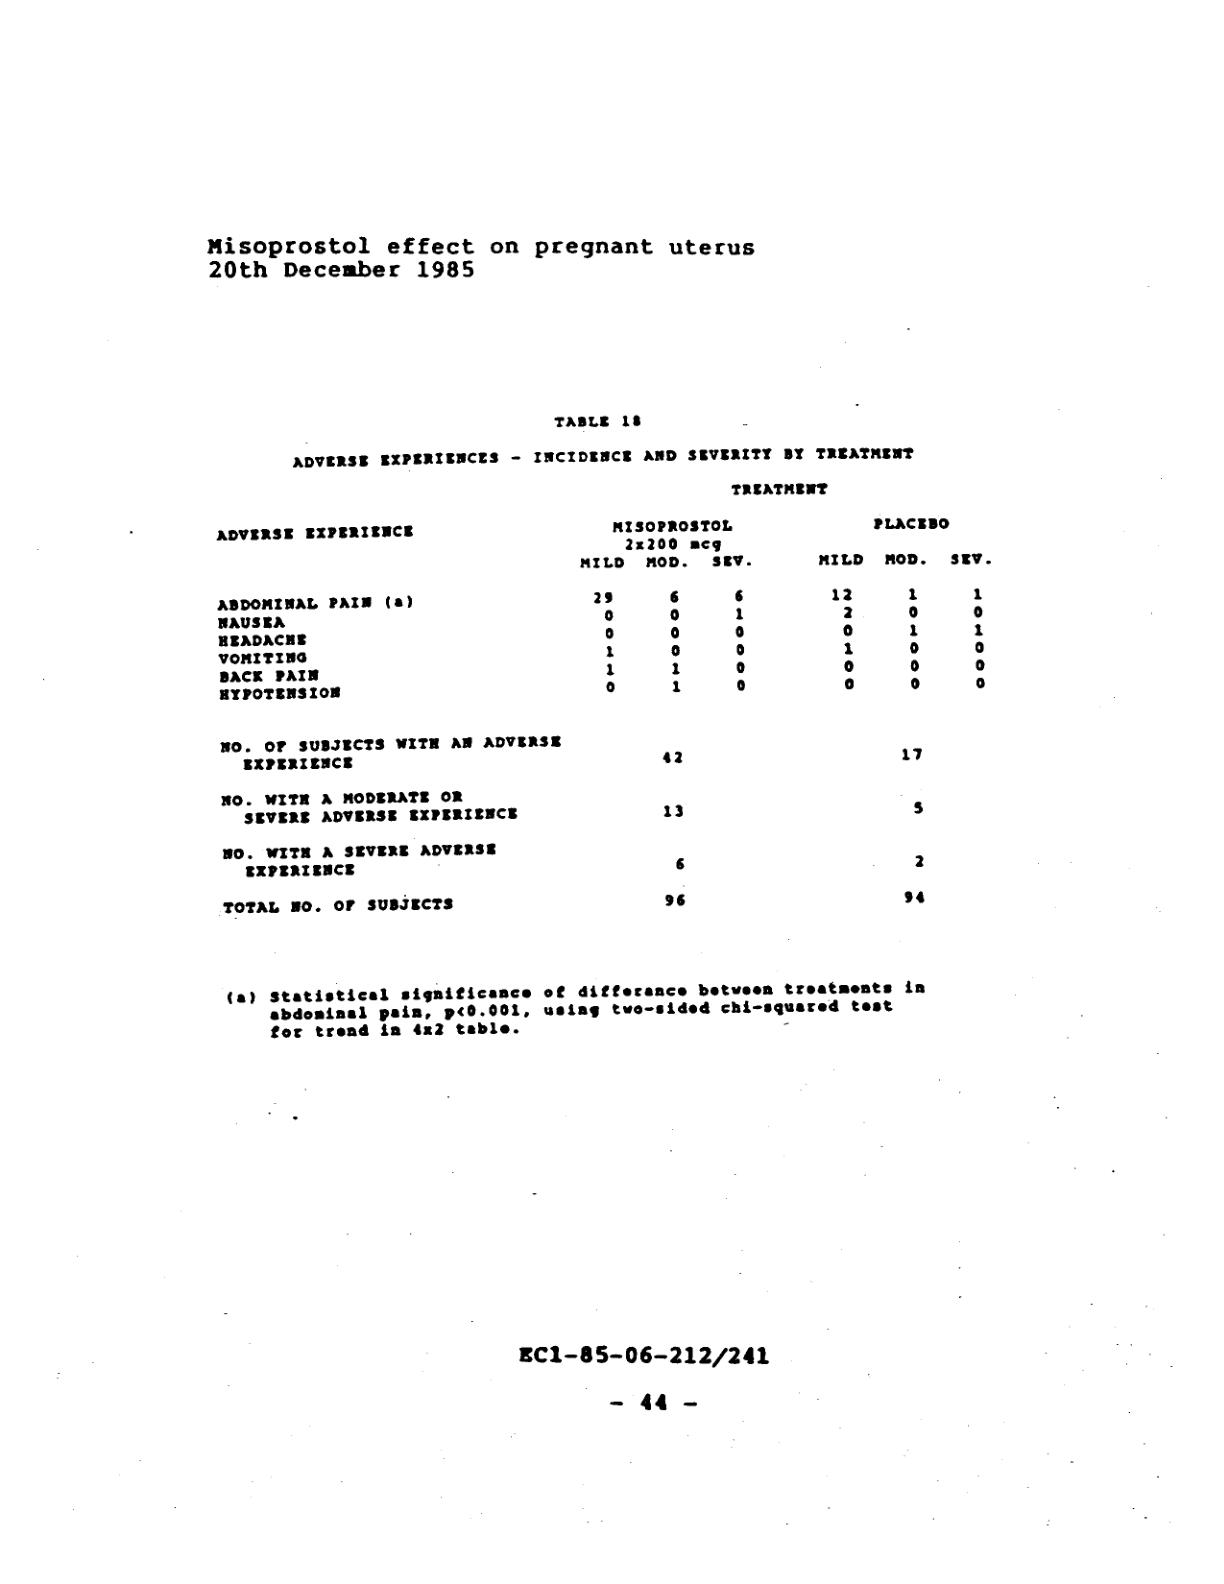 Misoprostol effect on pregnant uterus
20th December 1985
TABLE 18
ADVERSE EXPERIENCES - INCIDENCE AND SEVERITY BY TREATMENT
TREATMENT
ADVERSE EXPERIENCE MISOPROSTOL PLACEBO
2x200 mcg
MILD MOD. SEV. MILD MOD. SEV.
ABDOMINAL PAIN (a) 29 6 6 12 1 1
NAUSEA 0 0 1 2 0 0
HEADACHE 0 0 0 0 1 1
VOMITING 1 0 0 1 0 0
BACK PAIN 1 1 0 0 0 0
HYPOTENSION 0 1 0 0 0 0
NO. OF SUBJECTS WITH AN ADVERSE
EXPERIENCE 42 17
NO. WITH A MODERATE OR
SEVERE ADVERSE EXPERIENCE 13 5
NO. WITH A SEVERE ADVERSE
EXPERIENCE 6 2
TOTAL NO. OF SUBJECTS 96 94
(a) Statistical significance of difference between treatments in
abdominal pain, p<0.001, using two-sided chi-squared test
for trend in 4x2 table.
EC1-85-06-212/241
- 44 -